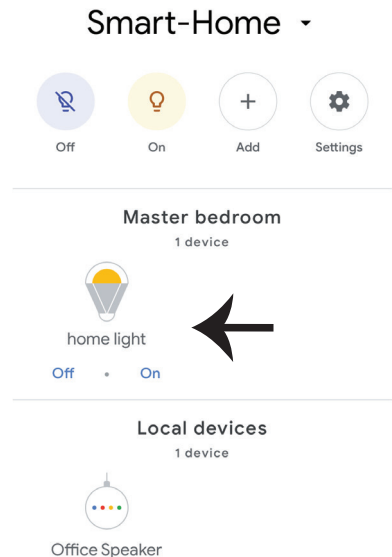 Smart-Home
Off On Add Settings
Master bedroom
1 device
home light
Off • On
Local devices
1 device
Office Speaker